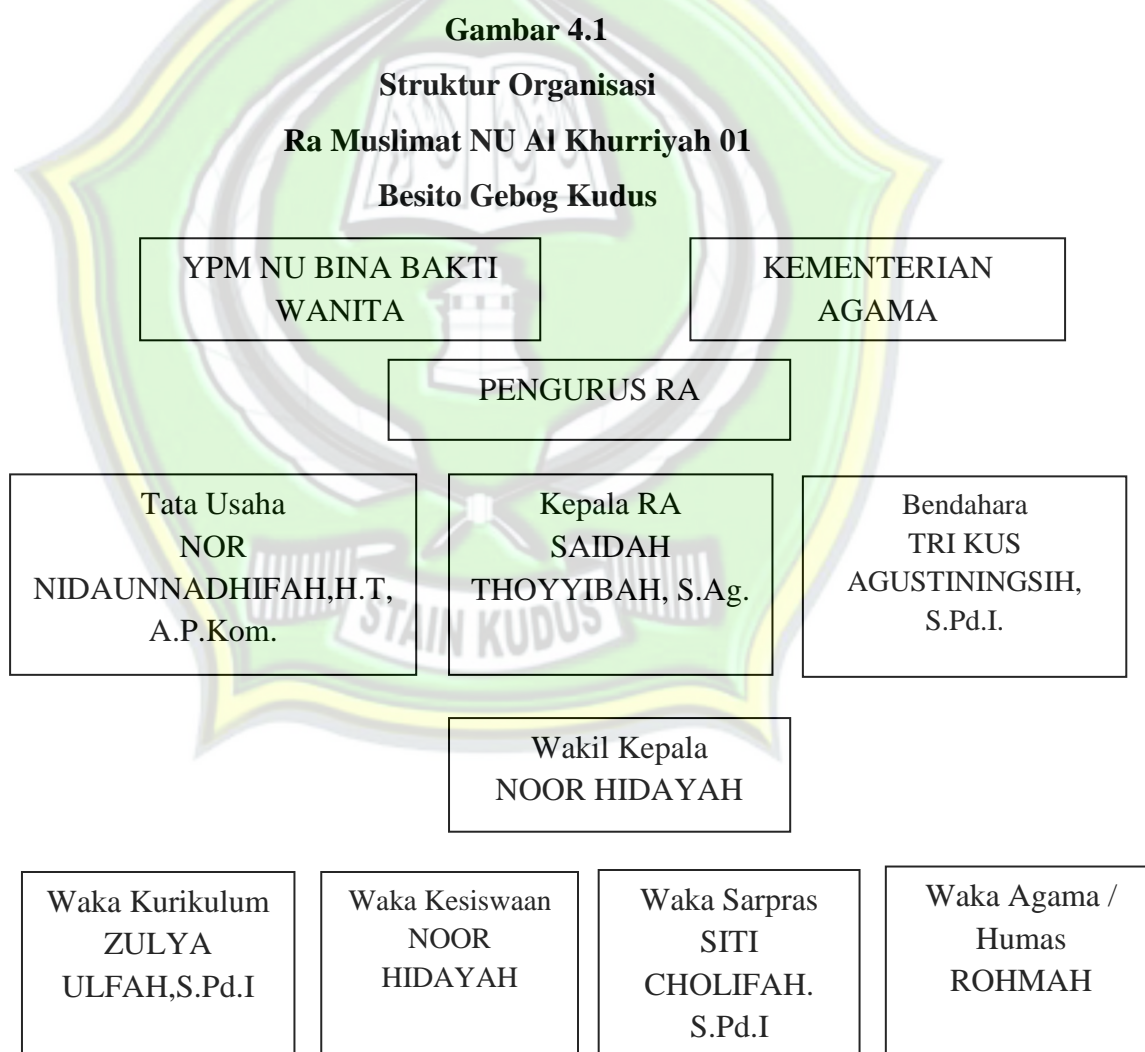 Gambar 4.1
Struktur Organisasi
Ra Muslimat NU Al Khurriyah 01
Besito Gebog Kudus
YPM NU BINA BAKTI
WANITA
KEMENTERIAN
AGAMA
PENGURUS RA
Tata Usaha
NOR
NIDAUNNADHIFAH,H.T,
A.P.Kom.
Kepala RA
SAIDAH
THOYYIBAH, S.Ag.
Bendahara
TRI KUS
AGUSTININGSIH,
S.Pd.I.
STAIN KUDUS
Wakil Kepala
NOOR HIDAYAH
Waka Kurikulum
ZULYA
ULFAH,S.Pd.I
Waka Kesiswaan
NOOR
HIDAYAH
Waka Sarpras
SITI
CHOLIFAH.
S.Pd.I
Waka Agama /
Humas
ROHMAH